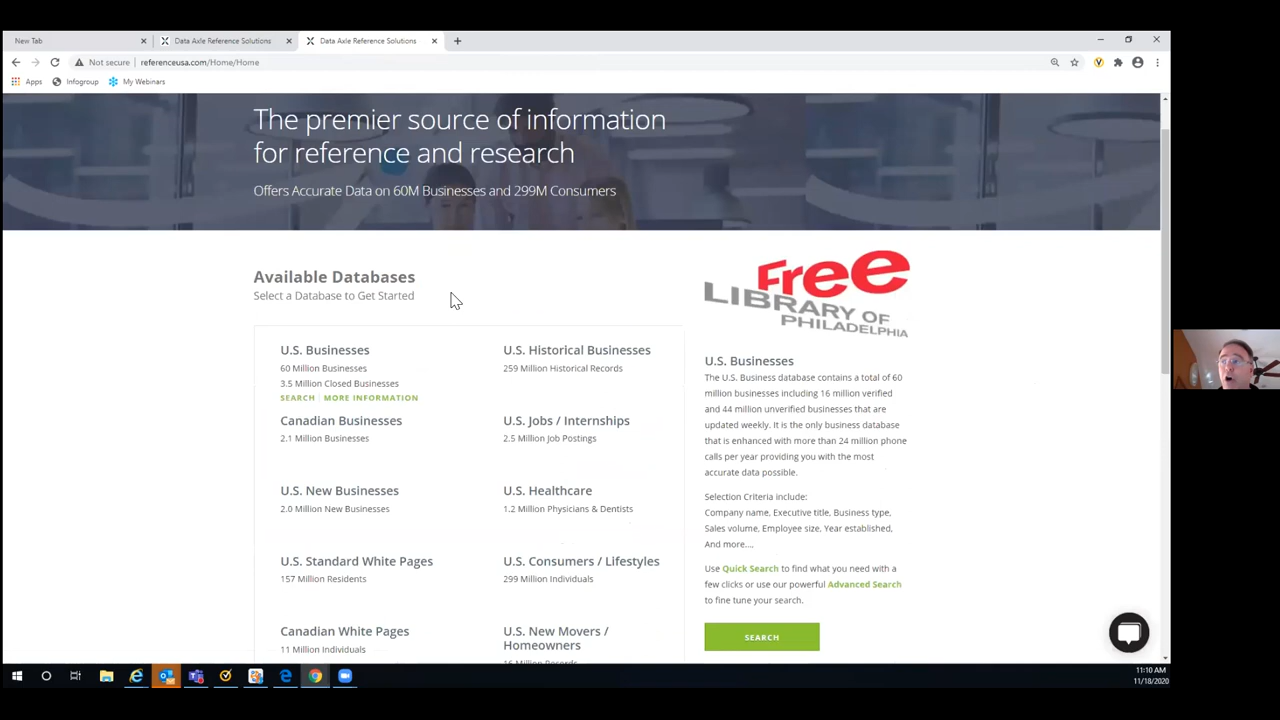 New Tab
Data Axle Reference Solutions
Data Axle Reference Solutions
Not secure
referenceusa.com/Home/Home
Apps
Infogroup
My Webinars
The premier source of information
for reference and research
Offers Accurate Data on 60M Businesses and 299M Consumers
Available Databases
Select a Database to Get Started
U.S. Businesses
60 Million Businesses
3.5 Million Closed Businesses
SEARCH | MORE INFORMATION
U.S. Historical Businesses
259 Million Historical Records
Canadian Businesses
2.1 Million Businesses
U.S. Jobs / Internships
2.5 Million Job Postings
U.S. New Businesses
2.0 Million New Businesses
U.S. Healthcare
1.2 Million Physicians & Dentists
U.S. Standard White Pages
157 Million Residents
U.S. Consumers / Lifestyles
299 Million Individuals
Canadian White Pages
11 Million Individuals
U.S. New Movers /
Homeowners
16 Million Records
Free
LIBRARY OF
PHILADELPHIA
U.S. Businesses
The U.S. Business database contains a total of 60
million businesses including 16 million verified
and 44 million unverified businesses that are
updated weekly. It is the only business database
that is enhanced with more than 24 million phone
calls per year providing you with the most
accurate data possible.
Selection Criteria include:
Company name, Executive title, Business type,
Sales volume, Employee size, Year established,
And more....
Use Quick Search to find what you need with a
few clicks or use our powerful Advanced Search
to fine tune your search.
SEARCH
11:10 AM
11/18/2020